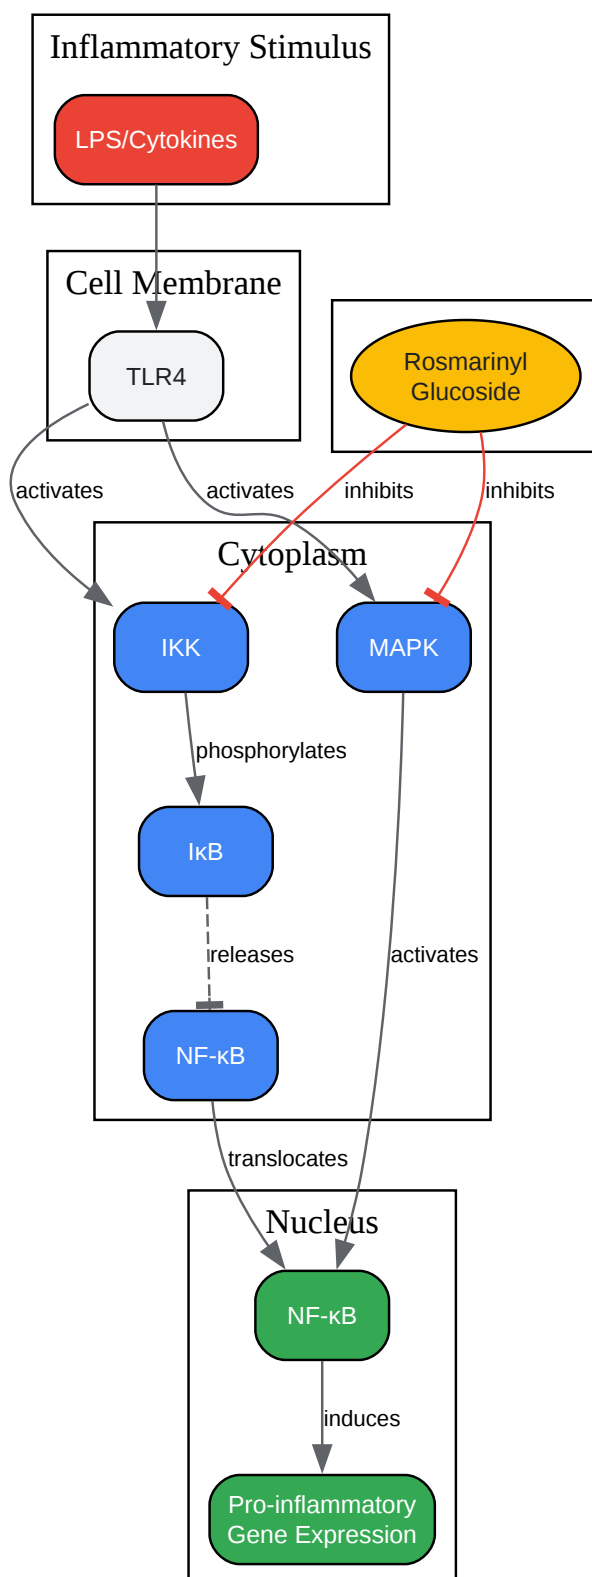 Inflammatory Stimulus
LPS/Cytokines
Cell Membrane
TLR4
Rosmarinyl
Glucoside
activates
activates
inhibits
inhibits
Cytoplasm
IKK
MAPK
phosphorylates
IκB
releases
activates
NF-κB
translocates
Nucleus
NF-κB
induces
Pro-inflammatory
Gene Expression